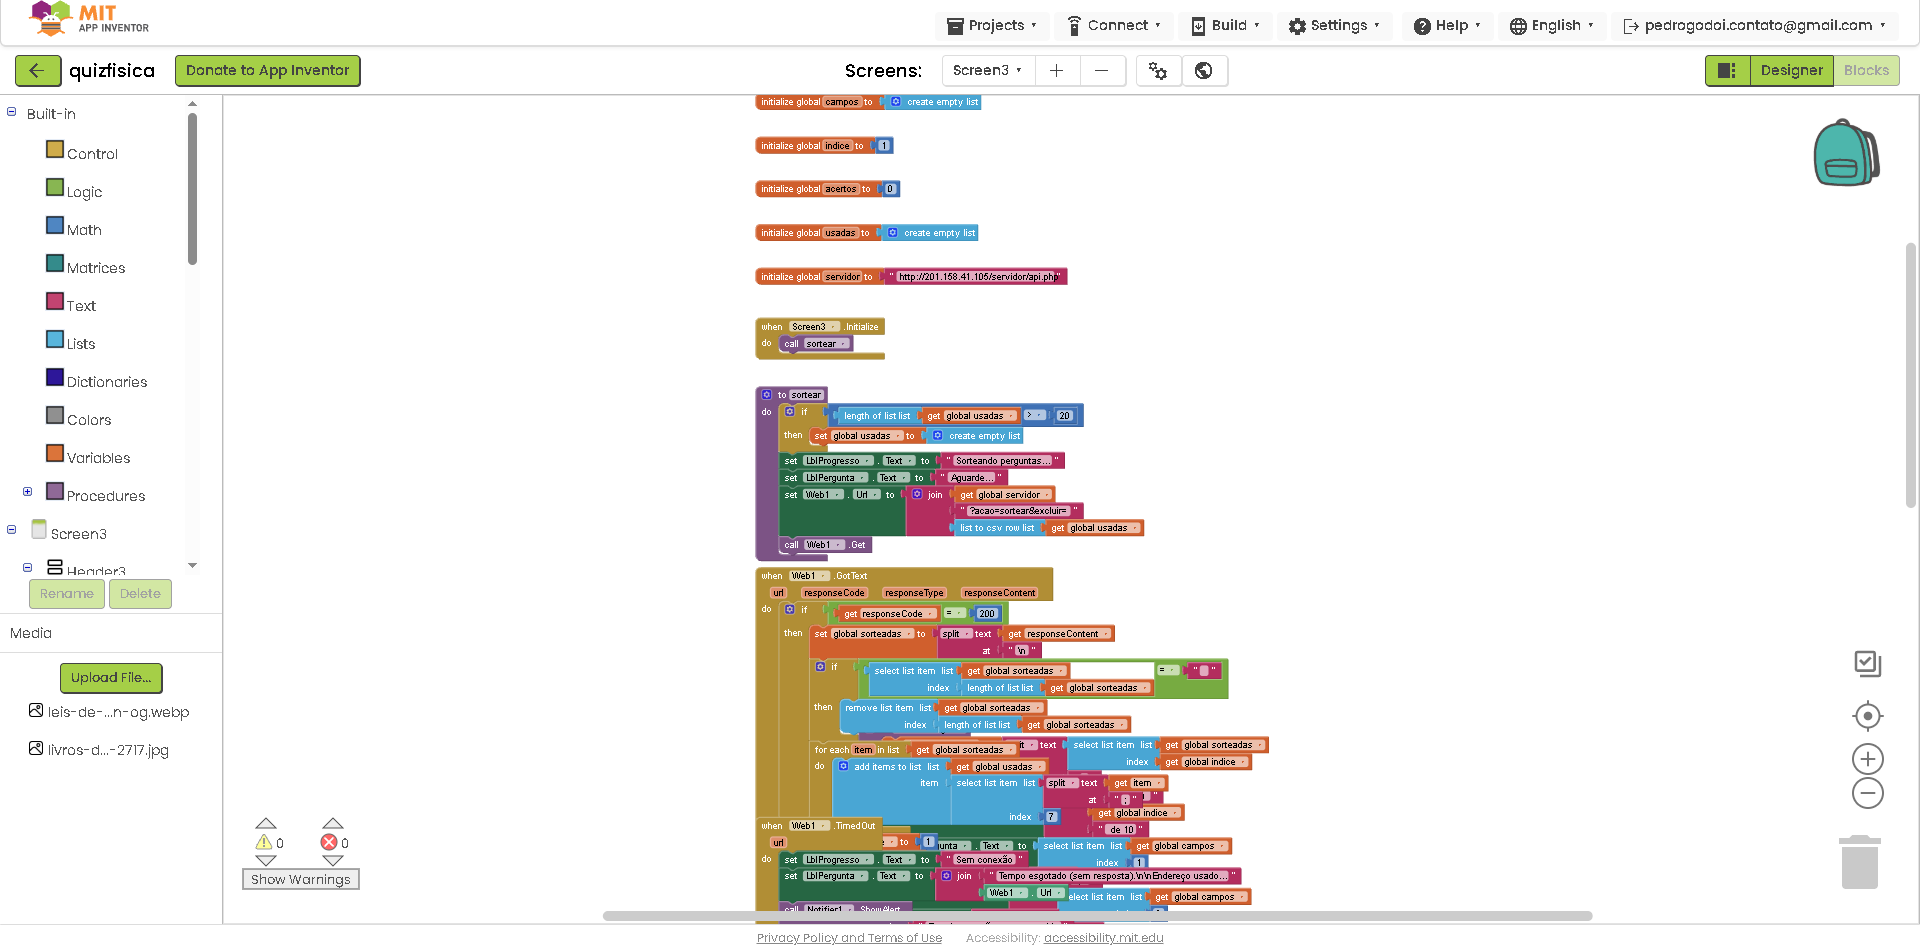 MIT
APP INVENTOR
Projects
Connect
Build
Settings
Help
English
pedrogodoi.contato@gmail.com
quizfisica
Donate to App Inventor
Screens:
Screen3
Designer
Blocks
Built-in
Control
Logic
Math
Matrices
Text
Lists
Dictionaries
Colors
Variables
Procedures
Screen3
Header3
Rename
Delete
Media
Upload File...
leis-de-...n-og.webp
livros-d...-2717.jpg
initialize global campos to create empty list
initialize global indice to 1
initialize global acertos to 0
initialize global usadas to create empty list
initialize global servidor to " http://201.158.41.105/servidor/api.php "
when Screen3 .Initialize
do call sortear
to sortear
do if length of list list get global usadas > 20
then set global usadas to create empty list
set LblProgresso . Text to " Sorteando perguntas... "
set LblPergunta . Text to " Aguarde... "
set Web1 . Url to join get global servidor
" ?acao=sortear&excluir= "
list to csv row list get global usadas
call Web1 .Get
when Web1 .GotText
url responseCode responseType responseContent
do if get responseCode = 200
then set global sorteadas to split text get responseContent
at " \n "
if select list item list get global sorteadas = " "
index length of list list get global sorteadas
then remove list item list get global sorteadas
index length of list list get global sorteadas
for each item in list get global sorteadas it text select list item list get global sorteadas
index get global indice
do add items to list list get global usadas
item select list item list split text get item
at " ; "
index 7 get global indice
" de 10
when Web1 .TimedOut
url to 1 unta . Text to select list item list get global campos
index 1
do set LblProgresso . Text to " Sem conexão "
set LblPergunta . Text to join " Tempo esgotado (sem resposta).\n\nEndereço usado... "
Web1 . Url elect list item list get global campos
call Notifier1 .ShowAlert
0
0
Show Warnings
Privacy Policy and Terms of Use
Accessibility: accessibility.mit.edu